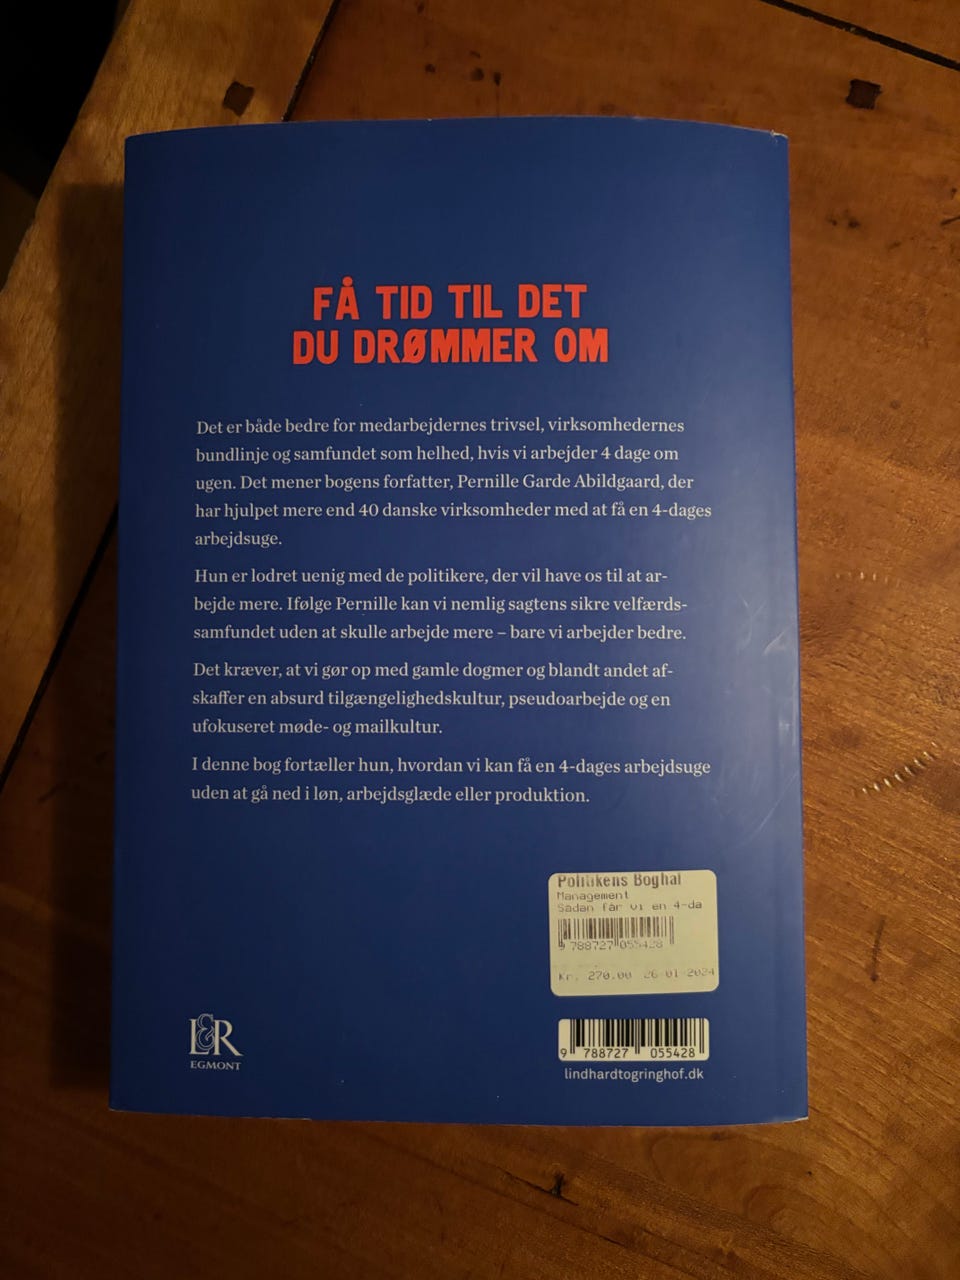 FÅ TID TIL DET
DU DRØMMER OM
Det er både bedre for medarbejdernes trivsel, virksomhedernes
bundlinje og samfundet som helhed, hvis vi arbejder 4 dage om
ugen. Det mener bogens forfatter, Pernille Garde Abildgaard, der
har hjulpet mere end 40 danske virksomheder med at få en 4-dages
arbejdsuge.
Hun er lodret uenig med de politikere, der vil have os til at ar-
bejde mere. Ifølge Pernille kan vi nemlig sagtens sikre velfærds-
samfundet uden at skulle arbejde mere – bare vi arbejder bedre.
Det kræver, at vi gør op med gamle dogmer og blandt andet af-
skaffer en absurd tilgængelighedskultur, pseudoarbejde og en
ufokuseret møde- og mailkultur.
I denne bog fortæller hun, hvordan vi kan få en 4-dages arbejdsuge
uden at gå ned i løn, arbejdsglæde eller produktion.
Politikens Boghal
Management
Sådan får vi en 4-da
9 788727 055428
Kr. 270.00 26-01-2024
L&R
EGMONT
9 788727 055428
lindhardtogringhof.dk